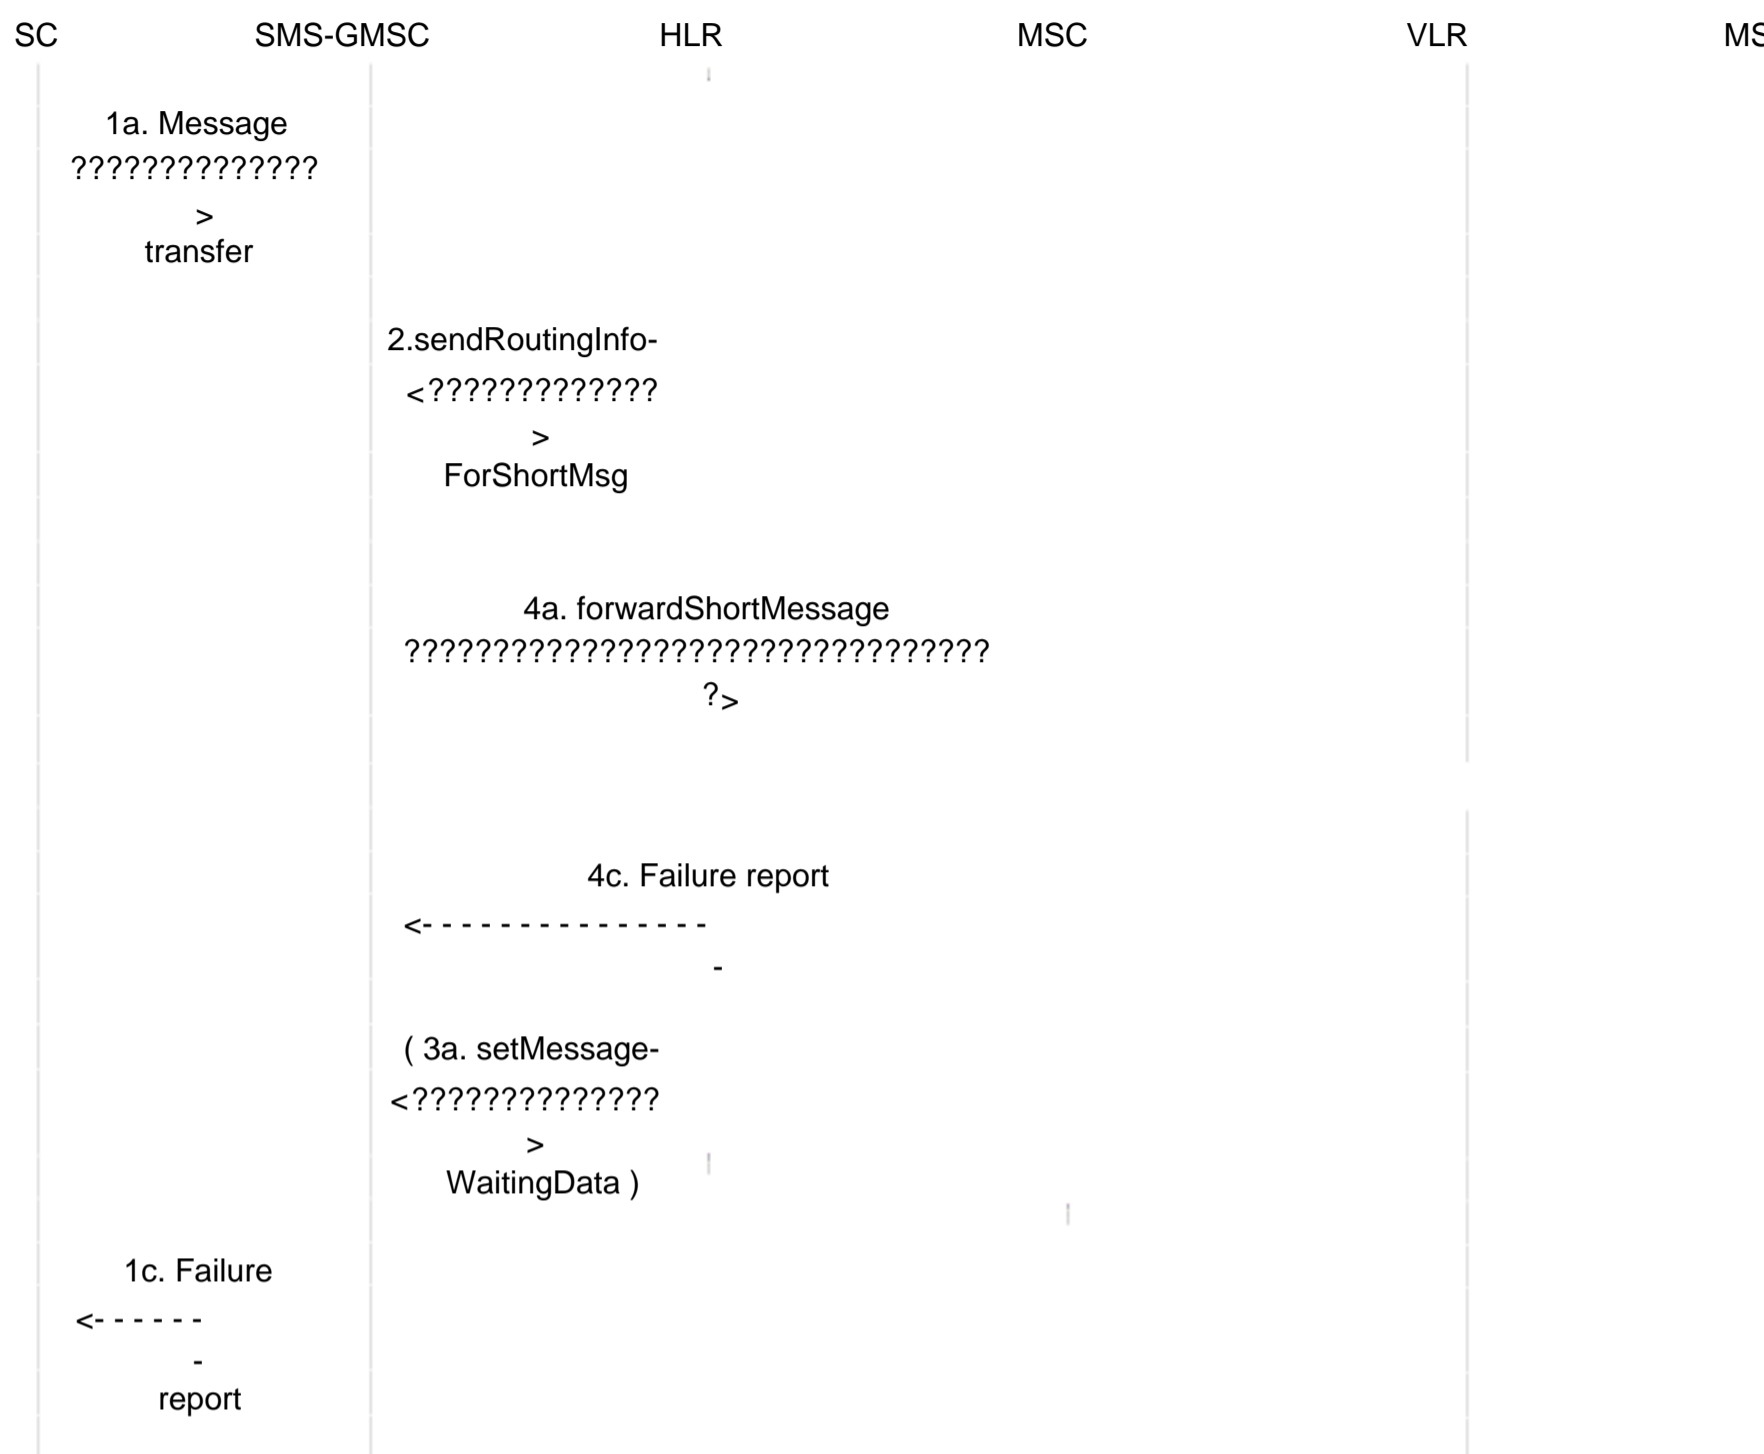 SC SMS-GMSC HLR MSC VLR MS
1a. Message
??????????????
>
transfer
2.sendRoutingInfo-
<?????????????
>
ForShortMsg
4a. forwardShortMessage
?????????????????????????????????
?>
4c. Failure report
<- - - - - - - - - - - - - - -
-
( 3a. setMessage-
<??????????????
>
WaitingData )
1c. Failure
<- - - - - -
-
report